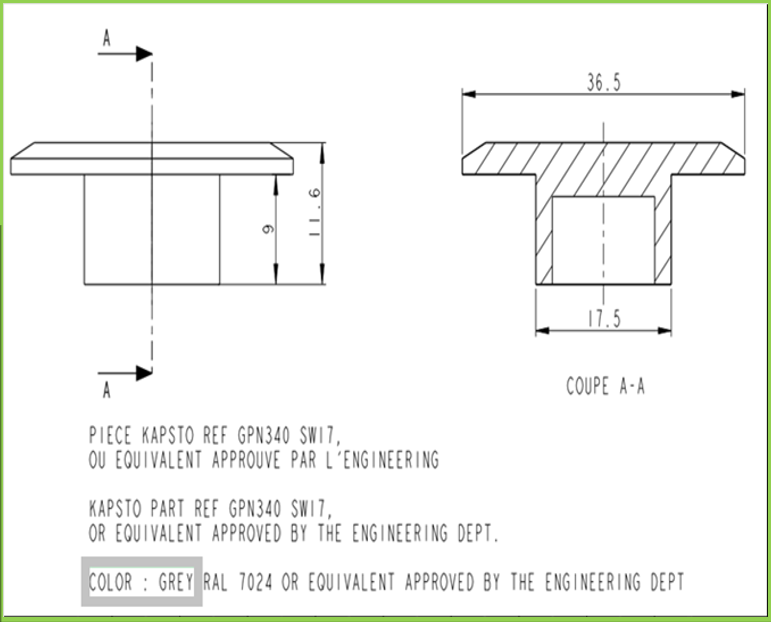 A
36.5
11.6
9
17.5
A
COUPE A-A
PIECE KAPSTO REF GPN340 SW17,
OU EQUIVALENT APPROUVE PAR L'ENGINEERING
KAPSTO PART REF GPN340 SW17,
OR EQUIVALENT APPROVED BY THE ENGINEERING DEPT.
COLOR : GREY RAL 7024 OR EQUIVALENT APPROVED BY THE ENGINEERING DEPT